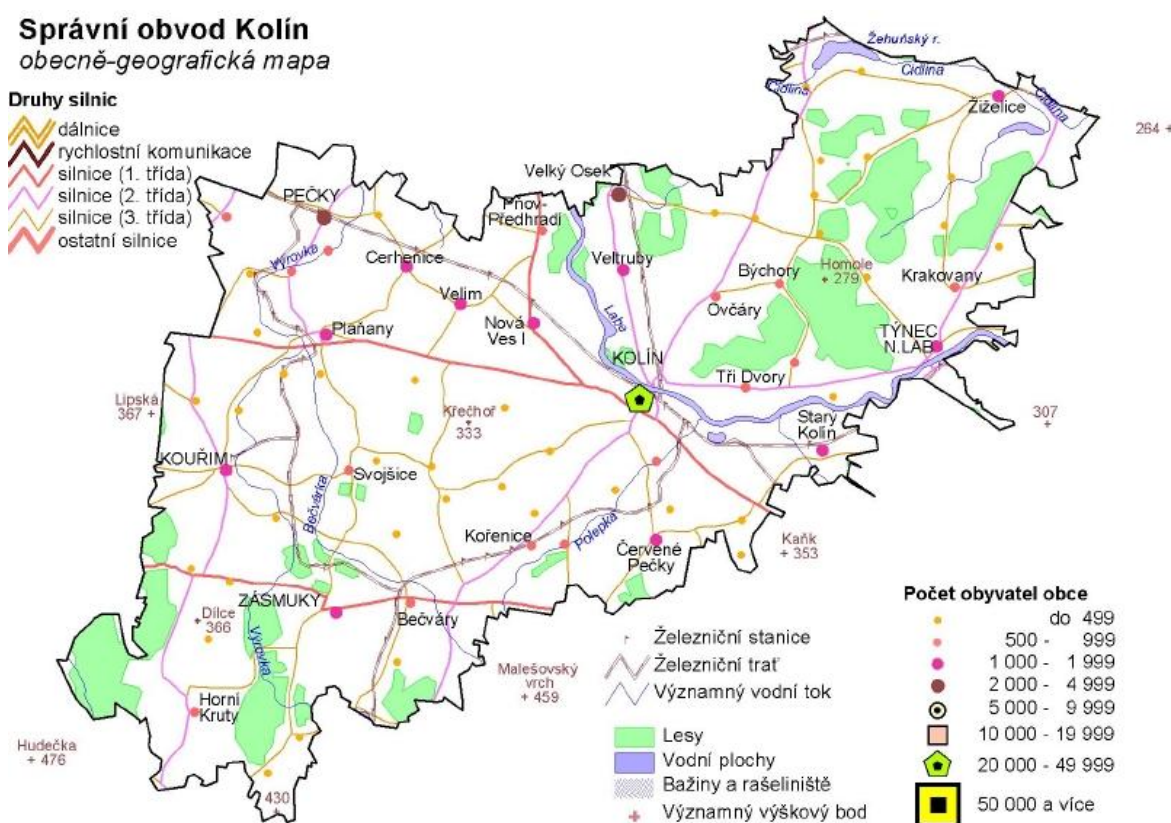 Správní obvod Kolín
obecně-geografická mapa
Druhy silnic
dálnice
rychlostní komunikace
silnice (1. třída)
silnice (2. třída)
silnice (3. třída)
ostatní silnice
Žehuňský r.
Cidlina
Cidlina
Cidlina
Žiželice
264 +
Velký Osek
PEČKY
Pňov-
Předhradí
Výrovka
Cerhenice
Veltruby
Býchory
Homole
+ 279
Krakovany
Velim
Ovčáry
Labe
Nová
Ves I
Plaňany
TÝNEC
N.LAB
KOLÍN
Tři Dvory
Lipská
367 +
Křečhoř
+
333
307
+
Stary
Kolín
KOUŘIM
Svojšice
Bečvárka
Polepka
Kořenice
Červené
Pečky
Kaňk
+ 353
ZÁSMUKY
Bečváry
Dílce
+ 366
Výrovka
Malešovský
vrch
+ 459
Horní
Kruty
Hudečka
+ 476
430
+
Železniční stanice
Železniční trať
Významný vodní tok
Lesy
Vodní plochy
Bažiny a rašeliniště
Významný výškový bod
Počet obyvatel obce
do 499
500 - 999
1 000 - 1 999
2 000 - 4 999
5 000 - 9 999
10 000 - 19 999
20 000 - 49 999
50 000 a více